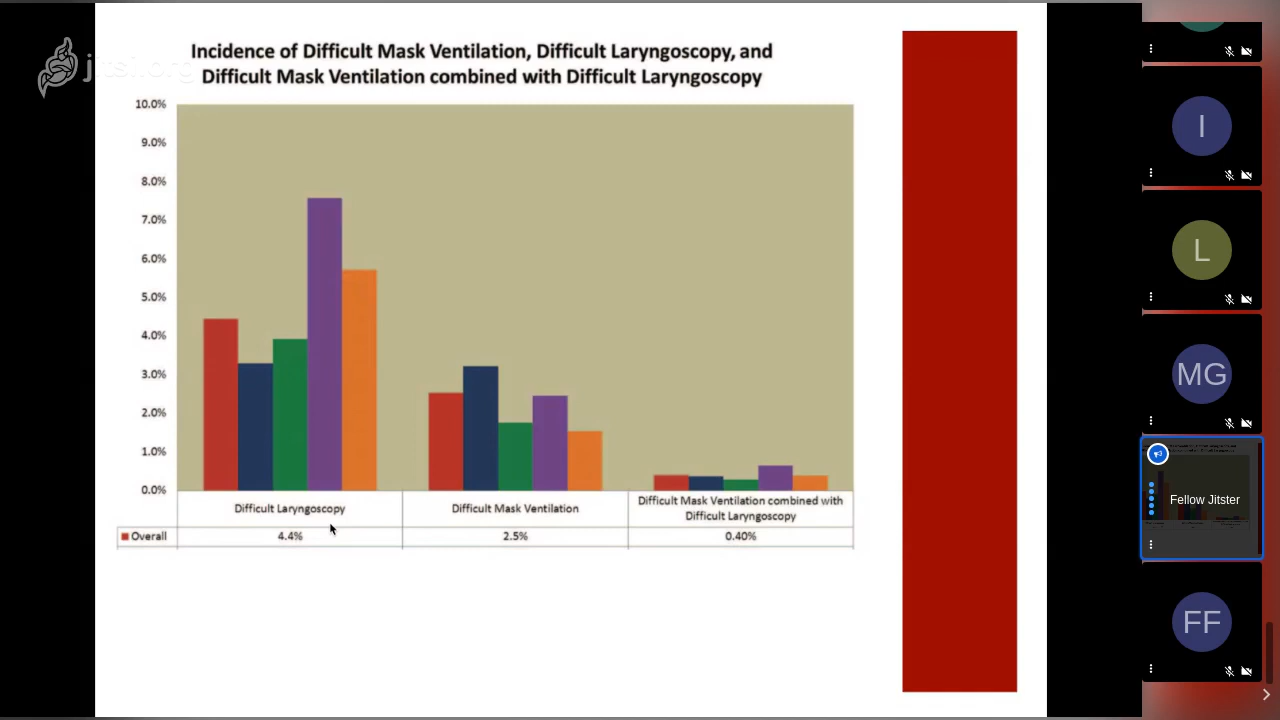 jitsi.org
Incidence of Difficult Mask Ventilation, Difficult Laryngoscopy, and
Difficult Mask Ventilation combined with Difficult Laryngoscopy
10.0%
9.0%
8.0%
7.0%
6.0%
5.0%
4.0%
3.0%
2.0%
1.0%
0.0%
Difficult Laryngoscopy
Difficult Mask Ventilation
Difficult Mask Ventilation combined with
Difficult Laryngoscopy
Overall
4.4%
2.5%
0.40%
I
L
MG
Fellow Jitster
FF